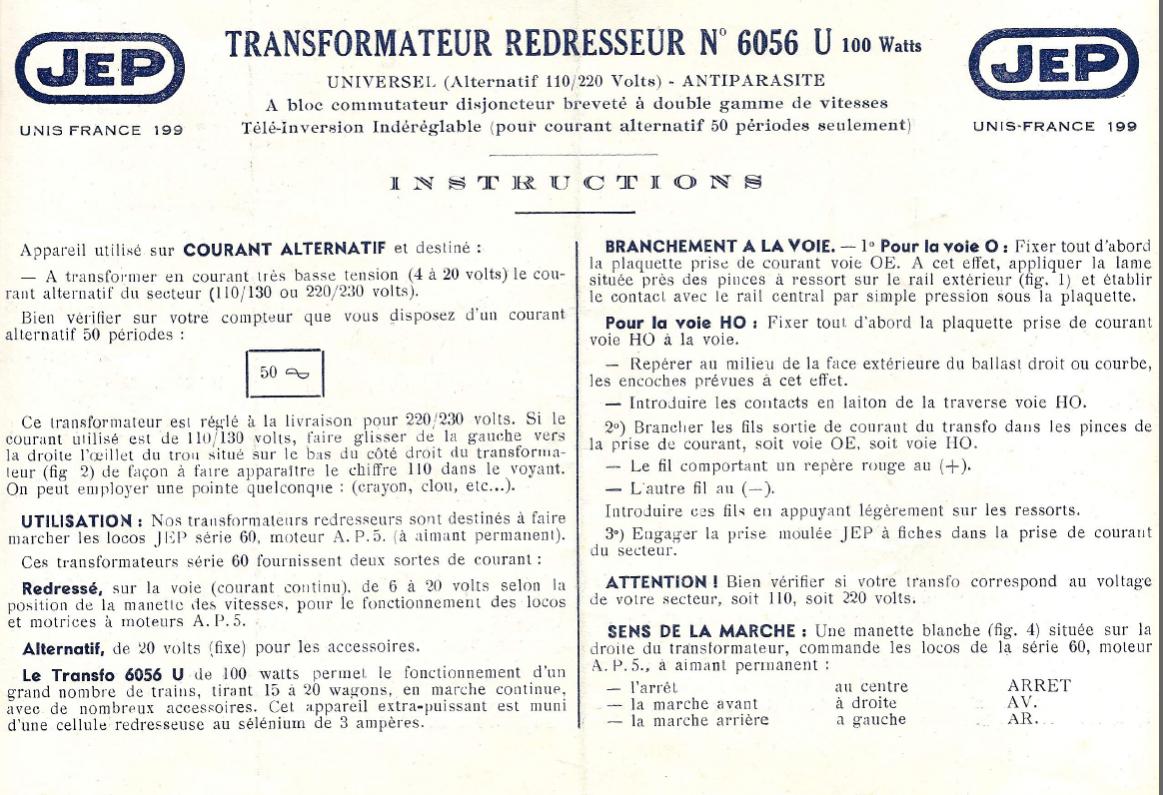 JEP
UNIS FRANCE 199
TRANSFORMATEUR REDRESSEUR N° 6056 U 100 Watts
UNIVERSEL (Alternatif 110/220 Volts) - ANTIPARASITE
A bloc commutateur disjoncteur breveté à double gamme de vitesses
Télé-Inversion Indéréglable (pour courant alternatif 50 périodes seulement)
JEP
UNIS-FRANCE 199
INSTRUCTIONS
Appareil utilisé sur COURANT ALTERNATIF et destiné :
— A transformer en courant très basse tension (4 à 20 volts) le cou-
rant alternatif du secteur (110/130 ou 220/230 volts).
Bien vérifier sur votre compteur que vous disposez d'un courant
alternatif 50 périodes :
50
Ce transformateur est réglé à la livraison pour 220/230 volts. Si le
courant utilisé est de 110/130 volts, faire glisser de la gauche vers
la droite l'œillet du trou situé sur le bas du côté droit du transforma-
teur (fig 2) de façon à faire apparaître le chiffre 110 dans le voyant.
On peut employer une pointe quelconque : (crayon, clou, etc...).
UTILISATION : Nos transformateurs redresseurs sont destinés à faire
marcher les locos JEP série 60, moteur A. P. 5. (à aimant permanent).
Ces transformateurs série 60 fournissent deux sortes de courant :
Redressé, sur la voie (courant continu), de 6 à 20 volts selon la
position de la manette des vitesses, pour le fonctionnement des locos
et motrices à moteurs A. P. 5.
Alternatif, de 20 volts (fixe) pour les accessoires.
Le Transfo 6056 U de 100 watts permet le fonctionnement d'un
grand nombre de trains, tirant 15 à 20 wagons, en marche continue,
avec de nombreux accessoires. Cet appareil extra-puissant est muni
d'une cellule redresseuse au sélénium de 3 ampères.
BRANCHEMENT A LA VOIE. — 1° Pour la voie O : Fixer tout d'abord
la plaquette prise de courant voie OE. A cet effet, appliquer la lame
située près des pinces à ressort sur le rail extérieur (fig. 1) et établir
le contact avec le rail central par simple pression sous la plaquette.
Pour la voie HO : Fixer tout d'abord la plaquette prise de courant
voie HO à la voie.
— Repérer au milieu de la face extérieure du ballast droit ou courbe,
les encoches prévues à cet effet.
— Introduire les contacts en laiton de la traverse voie HO.
2°) Brancher les fils sortie de courant du transfo dans les pinces de
la prise de courant, soit voie OE, soit voie HO.
— Le fil comportant un repère rouge au (+).
— L'autre fil au (—).
Introduire ces fils en appuyant légèrement sur les ressorts.
3°) Engager la prise moulée JEP à fiches dans la prise de courant
du secteur.
ATTENTION ! Bien vérifier si votre transfo correspond au voltage
de votre secteur, soit 110, soit 220 volts.
SENS DE LA MARCHE : Une manette blanche (fig. 4) située sur la
droite du transformateur, commande les locos de la série 60, moteur
A. P. 5., à aimant permanent :
— l'arrêt au centre ARRET
— la marche avant à droite AV.
— la marche arrière a gauche AR.